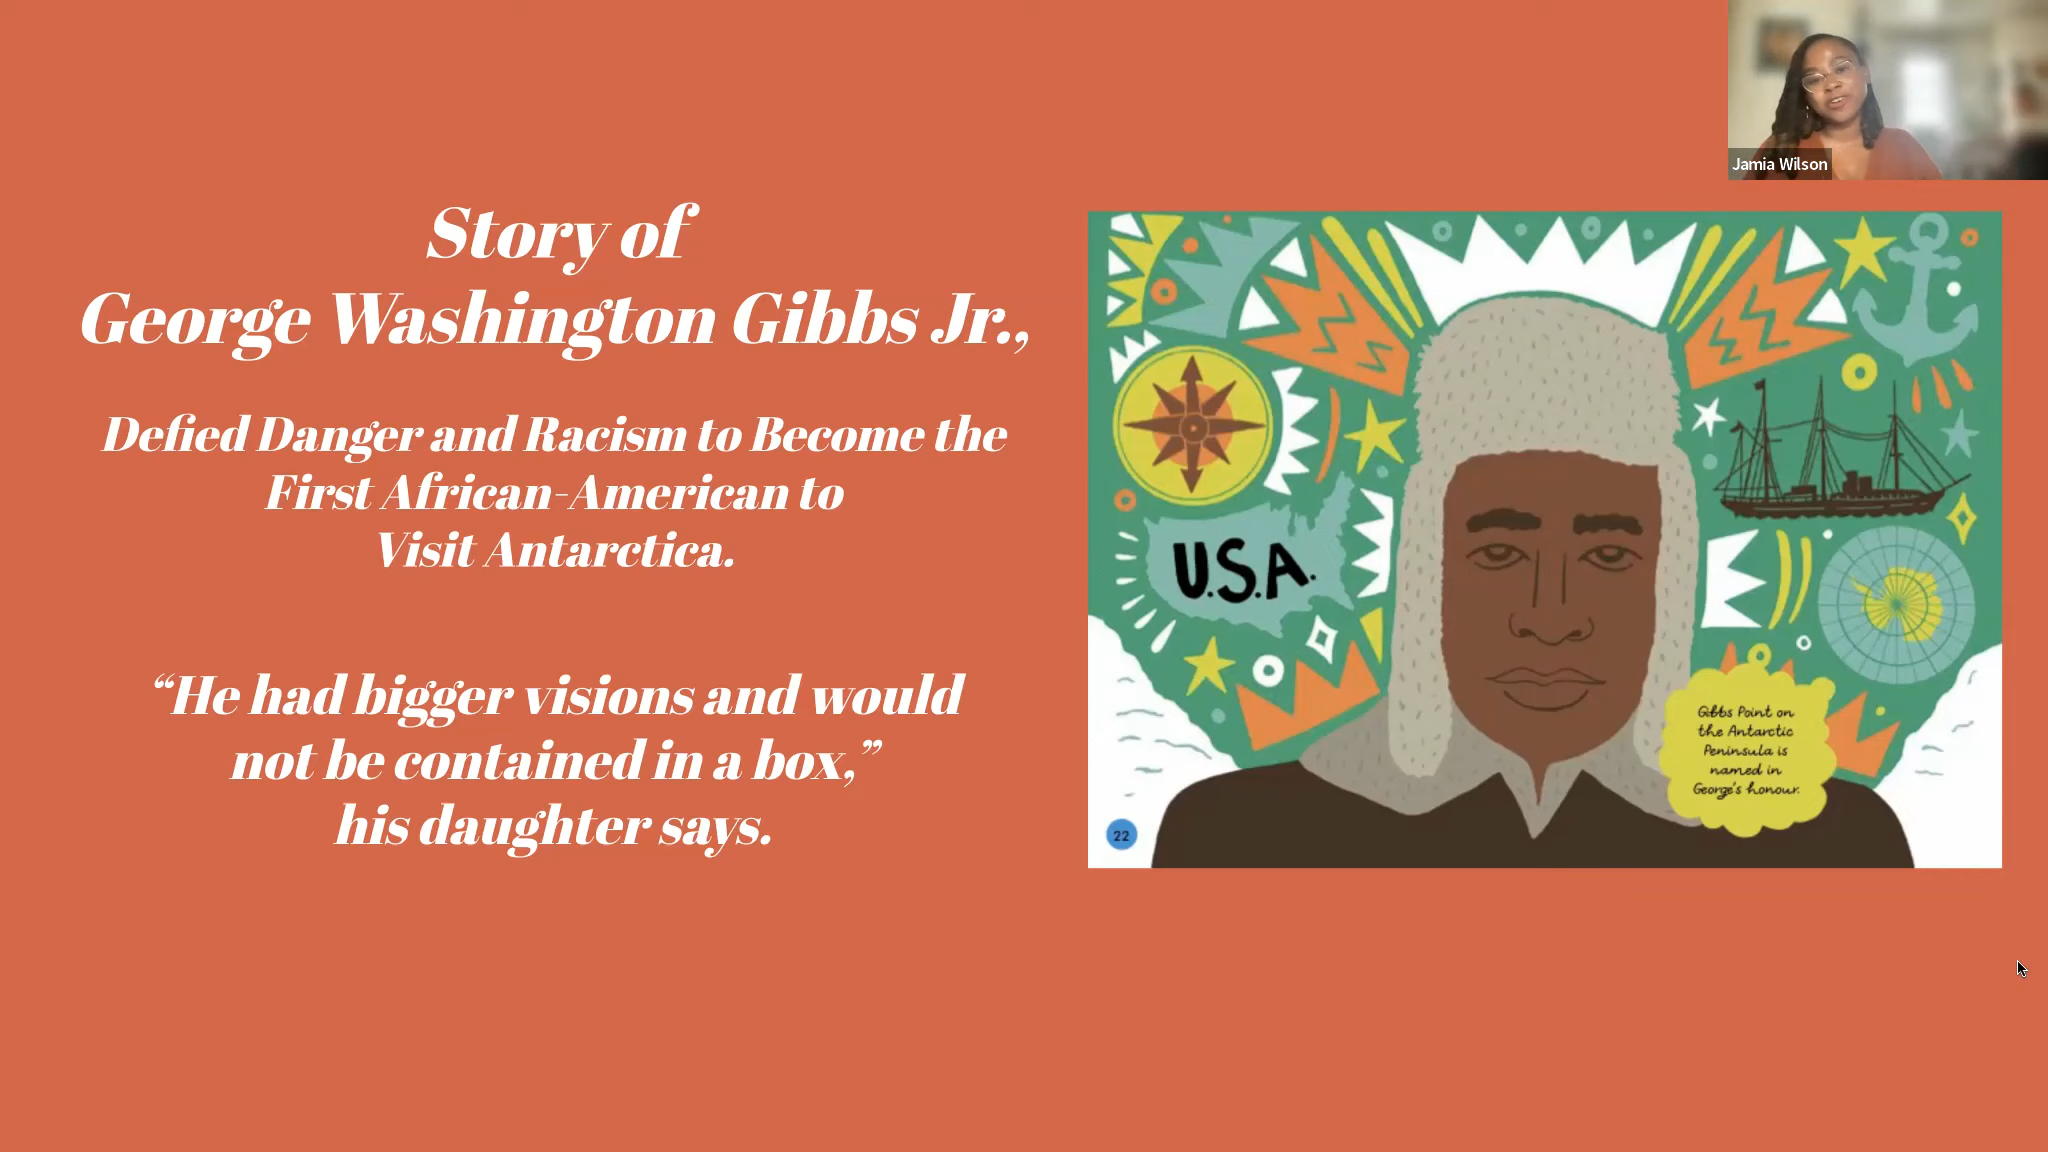 Jamia Wilson
Story of
George Washington Gibbs Jr.,
Defied Danger and Racism to Become the
First African-American to
Visit Antarctica.
“He had bigger visions and would
not be contained in a box,”
his daughter says.
U.S.A.
Gibbs Point on
the Antarctic
Peninsula is
named in
George's honour.
22